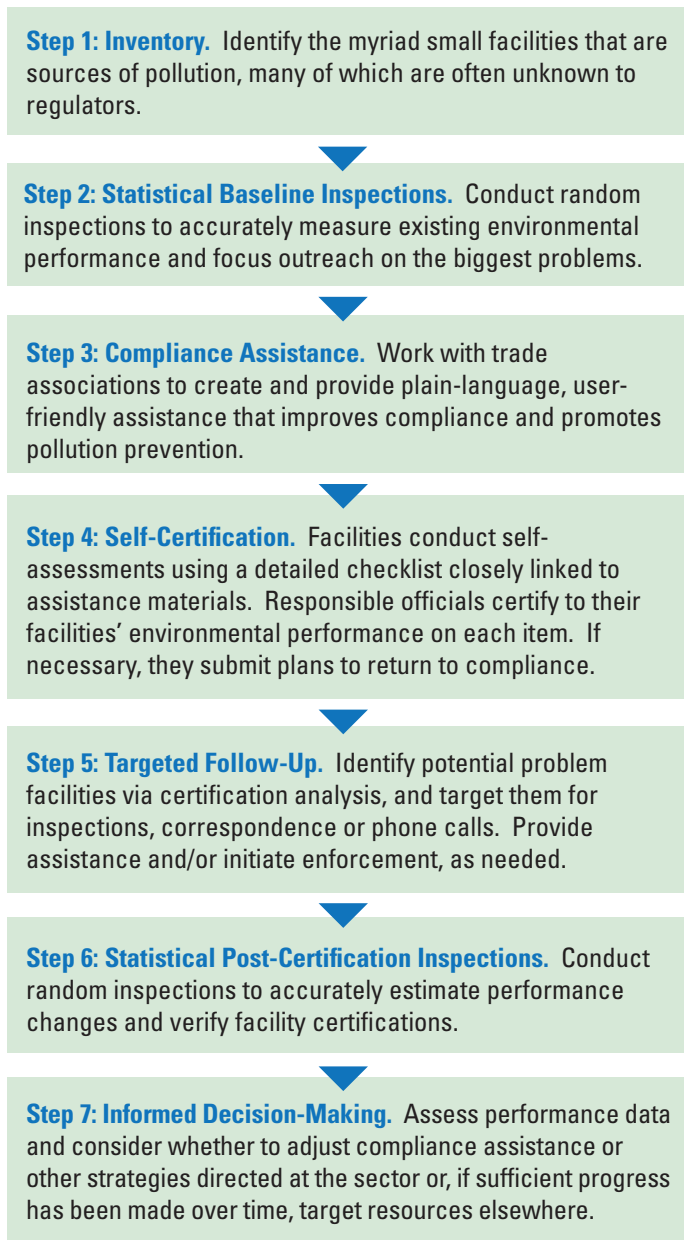 Step 1: Inventory.  Identify the myriad small facilities that are
sources of pollution, many of which are often unknown to
regulators.
Step 2: Statistical Baseline Inspections.  Conduct random
inspections to accurately measure existing environmental
performance and focus outreach on the biggest problems.
Step 3: Compliance Assistance.  Work with trade
associations to create and provide plain-language, user-
friendly assistance that improves compliance and promotes
pollution prevention.
Step 4: Self-Certification.  Facilities conduct self-
assessments using a detailed checklist closely linked to
assistance materials.  Responsible officials certify to their
facilities’ environmental performance on each item.  If
necessary, they submit plans to return to compliance.
Step 5: Targeted Follow-Up.  Identify potential problem
facilities via certification analysis, and target them for
inspections, correspondence or phone calls.  Provide
assistance and/or initiate enforcement, as needed.
Step 6: Statistical Post-Certification Inspections.  Conduct
random inspections to accurately estimate performance
changes and verify facility certifications.
Step 7: Informed Decision-Making.  Assess performance data
and consider whether to adjust compliance assistance or
other strategies directed at the sector or, if sufficient progress
has been made over time, target resources elsewhere.